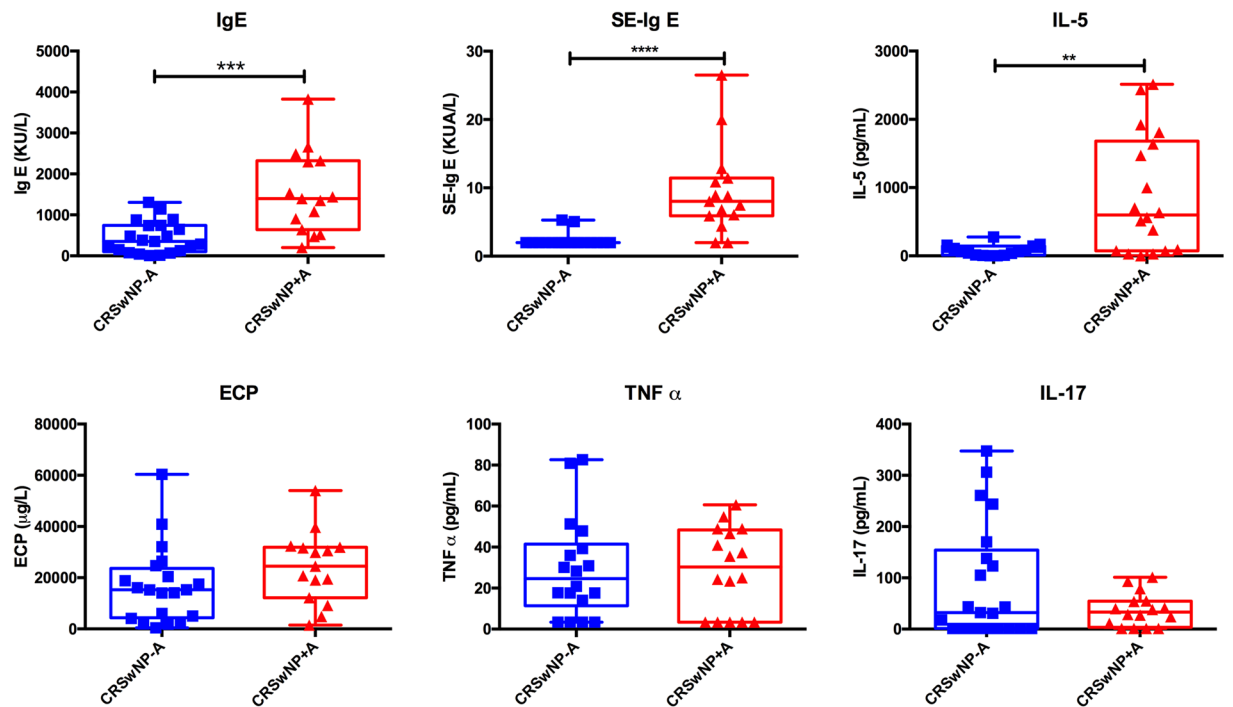 IgE
***
5000
4000
3000
2000
1000
0
Ig E (KU/L)
CRSwNP-A
CRSwNP+A
SE-Ig E
****
30
20
10
0
SE-Ig E (KUA/L)
CRSwNP-A
CRSwNP+A
IL-5
**
3000
2000
1000
0
IL-5 (pg/mL)
CRSwNP-A
CRSwNP+A
ECP
80000
60000
40000
20000
0
ECP (μg/L)
CRSwNP-A
CRSwNP+A
TNF α
100
80
60
40
20
0
TNF α (pg/mL)
CRSwNP-A
CRSwNP+A
IL-17
400
300
200
100
0
IL-17 (pg/mL)
CRSwNP-A
CRSwNP+A